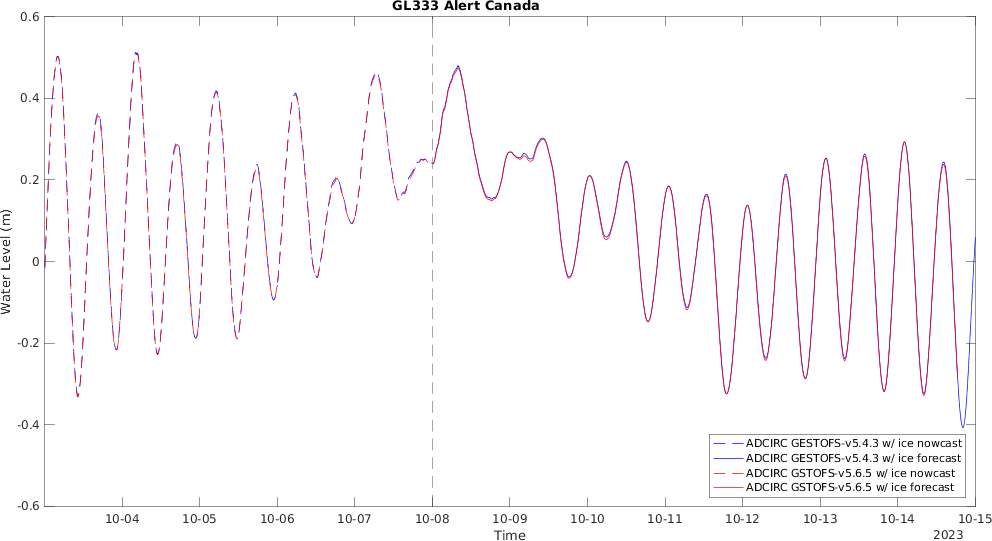 GL333 Alert Canada
0.6
0.4
0.2
0
-0.2
-0.4
-0.6
Water Level (m)
ADCIRC GESTOFS-v5.4.3 w/ ice nowcast
ADCIRC GESTOFS-v5.4.3 w/ ice forecast
ADCIRC GSTOFS-v5.6.5 w/ ice nowcast
ADCIRC GSTOFS-v5.6.5 w/ ice forecast
10-04 10-05 10-06 10-07 10-08 10-09 10-10 10-11 10-12 10-13 10-14 10-15
Time
2023